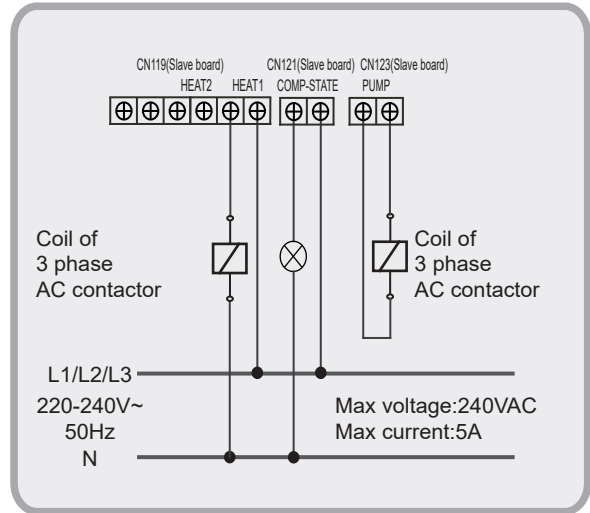 CN119(Slave board) CN121(Slave board) CN123(Slave board)
HEAT2 HEAT1 COMP-STATE PUMP
Coil of
3 phase
AC contactor
Coil of
3 phase
AC contactor
L1/L2/L3
220-240V~
50Hz
N
Max voltage:240VAC
Max current:5A